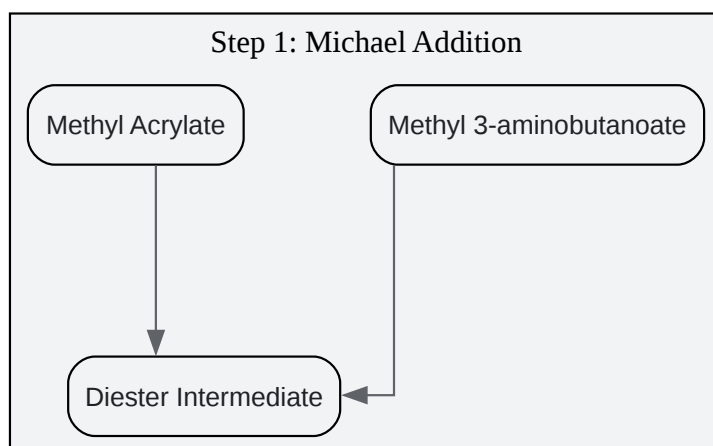 Step 1: Michael Addition
Methyl Acrylate
Methyl 3-aminobutanoate
Diester Intermediate